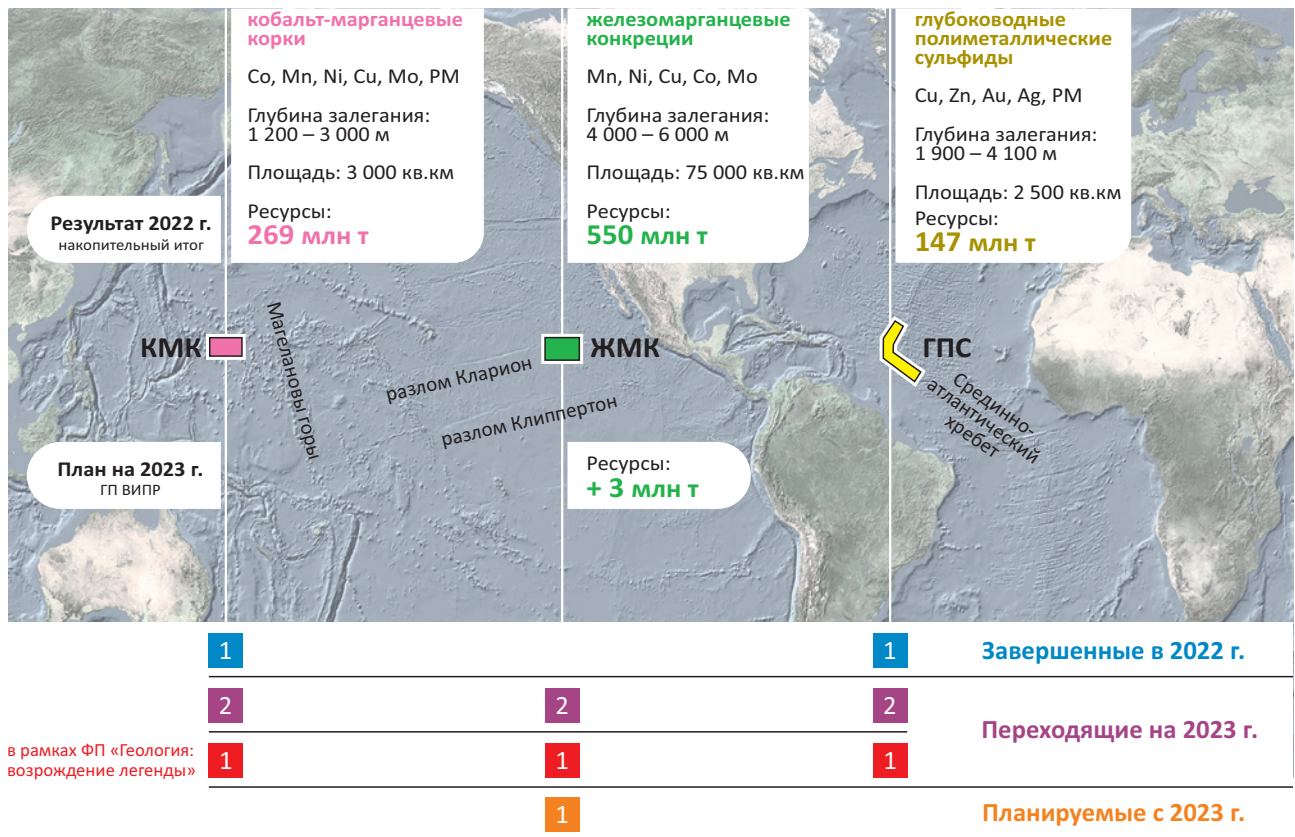 кобальт-марганцевые
корки
Co, Mn, Ni, Cu, Mo, РМ
Глубина залегания:
1 200 – 3 000 м
Площадь: 3 000 кв.км
Ресурсы:
269 млн т
железомарганцевые
конкреции
Mn, Ni, Cu, Co, Mo
Глубина залегания:
4 000 – 6 000 м
Площадь: 75 000 кв.км
Ресурсы:
550 млн т
глубоководные
полиметаллические
сульфиды
Cu, Zn, Au, Ag, РМ
Глубина залегания:
1 900 – 4 100 м
Площадь: 2 500 кв.км
Ресурсы:
147 млн т
Результат 2022 г.
накопительный итог
КМК
Магелановы горы
разлом Кларион
разлом Клиппертон
ЖМК
ГПС
Срединно-
атлантический
хребет
План на 2023 г.
ГП ВИПР
Ресурсы:
+ 3 млн т
1
1
Завершенные в 2022 г.
2
2
2
Переходящие на 2023 г.
в рамках ФП «Геология:
возрождение легенды»
1
1
1
1
Планируемые с 2023 г.